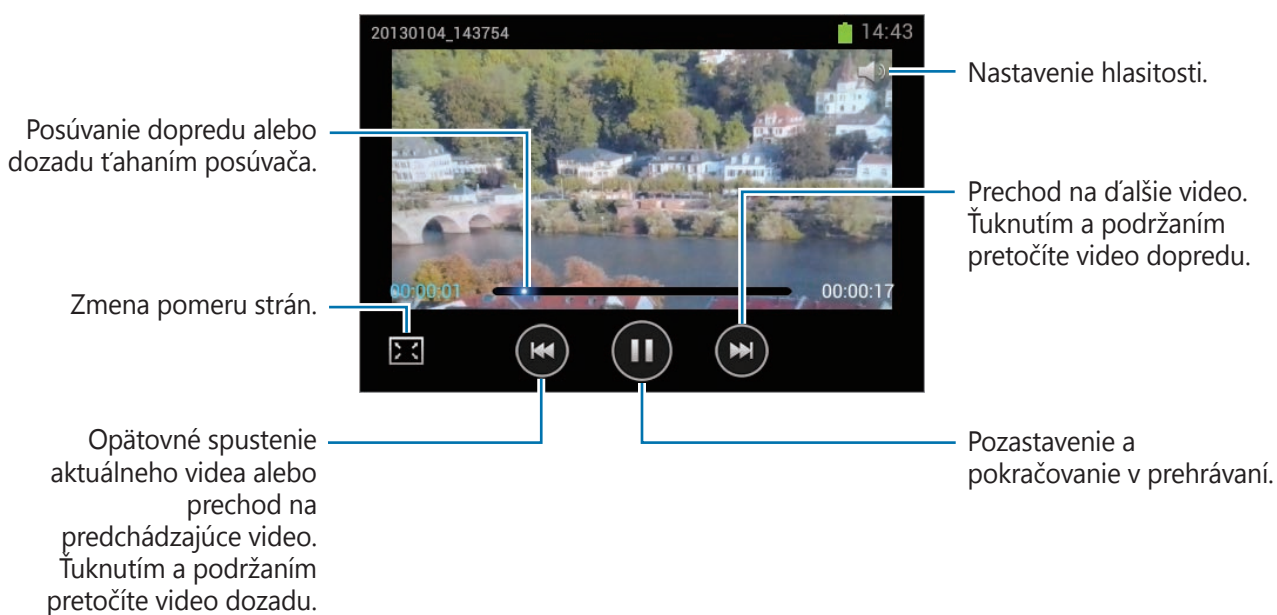 20130104_143754
14:43
Nastavenie hlasitosti.
Posúvanie dopredu alebo
dozadu ťahaním posúvača.
Prechod na ďalšie video.
Ťuknutím a podržaním
pretočíte video dopredu.
00:00:01
00:00:17
Zmena pomeru strán.
Opätovné spustenie
aktuálneho videa alebo
prechod na
predchádzajúce video.
Ťuknutím a podržaním
pretočíte video dozadu.
Pozastavenie a
pokračovanie v prehrávaní.